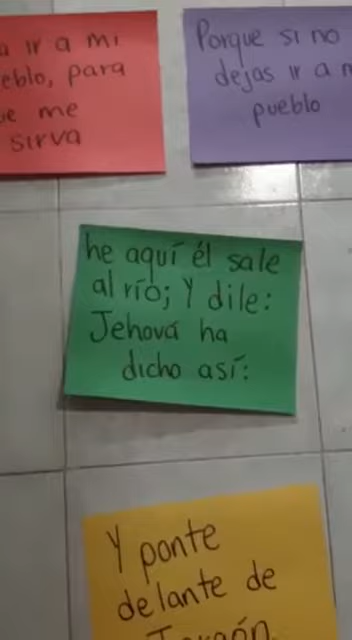 ir a mi
para
me
sirva
Porque si no
dejas ir a
pueblo
he aquí él sale
al río; Y dile:
Jehová ha
dicho así:
Y ponte
delante de